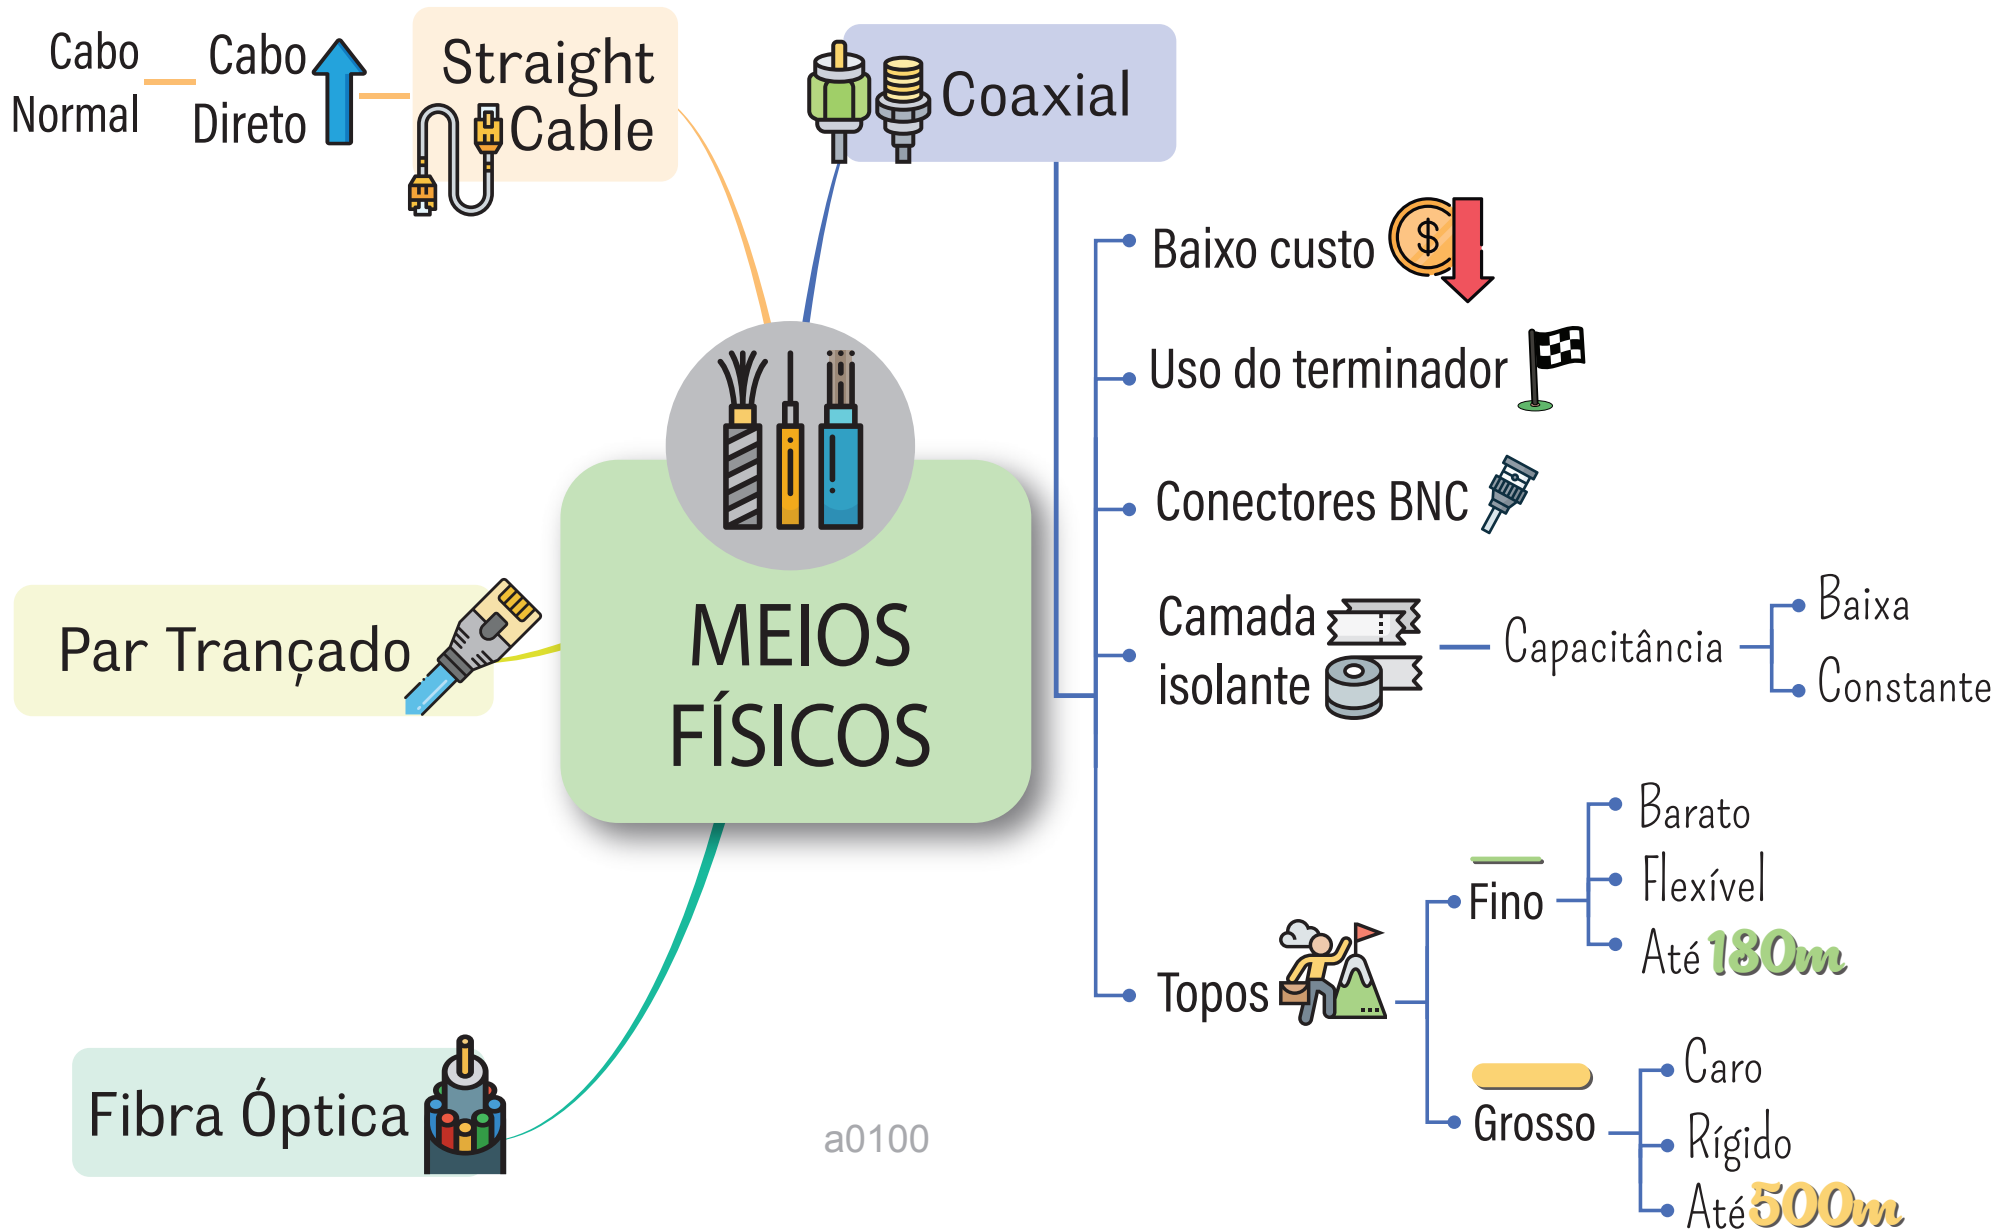 Cabo
Normal
Cabo
Direto
Straight
Cable
Coaxial
Baixo custo
Uso do terminador
Conectores BNC
Camada
isolante
Capacitância
Baixa
Constante
Topos
Fino
Barato
Flexível
Até 180m
Grosso
Caro
Rígido
Até 500m
MEIOS
FÍSICOS
Par Trançado
Fibra Óptica
a0100